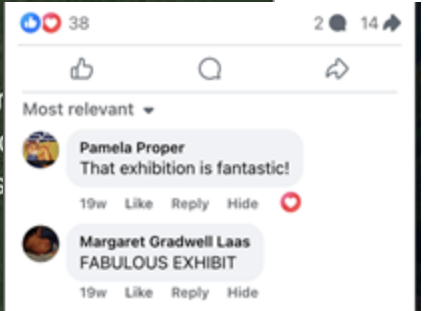 38 2 14
Most relevant
Pamela Proper
That exhibition is fantastic!
19w Like Reply Hide
Margaret Gradwell Laas
FABULOUS EXHIBIT
19w Like Reply Hide